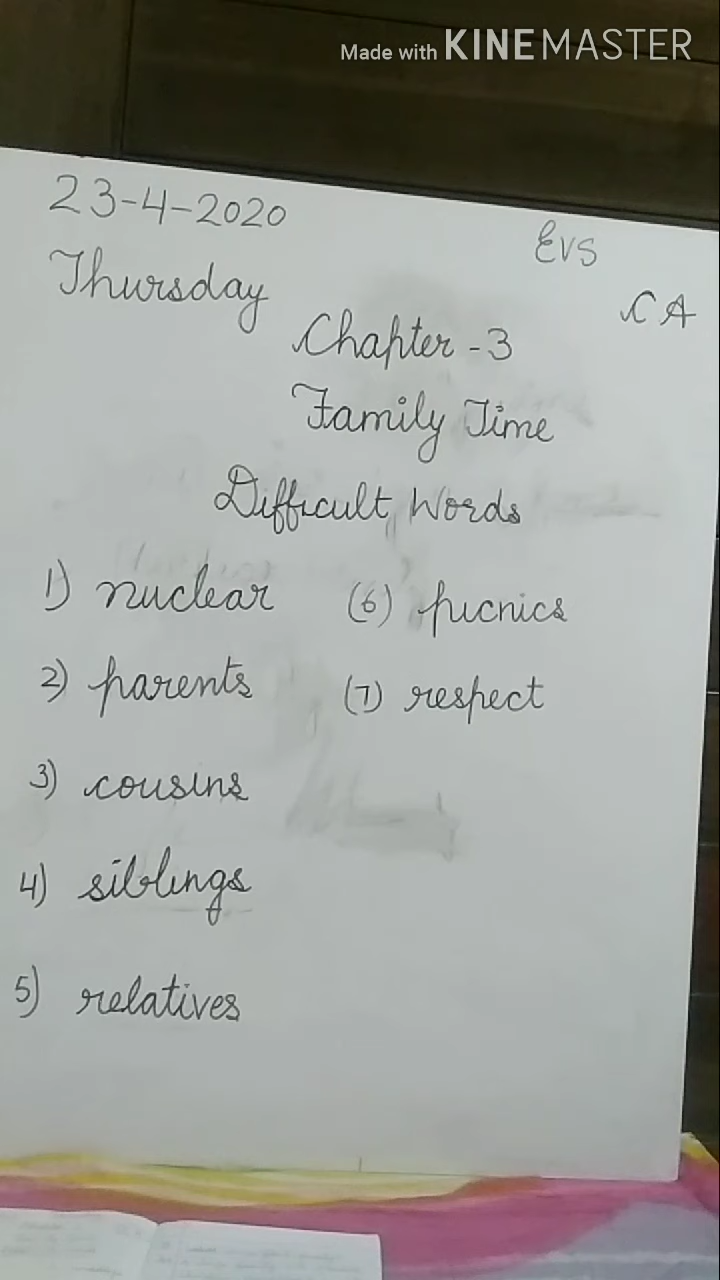 Made with KINEMASTER
23-4-2020
EVS
Thursday
CA
Chapter -3
Family Time
Difficult Words
1) nuclear (6) picnics
2) parents (7) respect
3) cousins
4) siblings
5) relatives